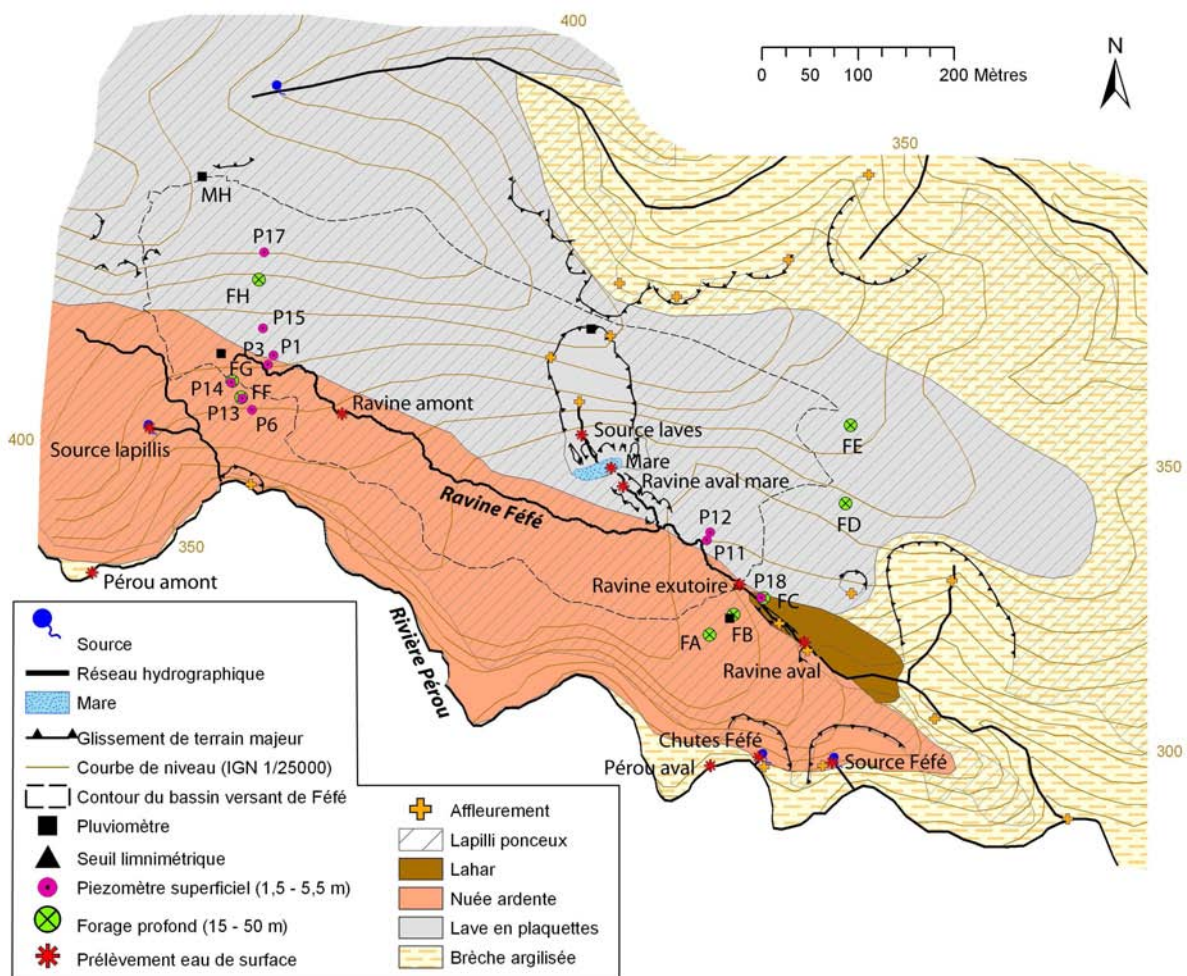 400
0 50 100 200 Mètres
N
350
MH
P17
FH
P15
P3
P1
FG
P14
FF
P13
P6
Ravine amont
400
Source lapillis
Source laves
Mare
Ravine aval mare
FE
350
FD
Ravine Féfé
P12
P11
350
Ravine exutoire
P18
FC
Pérou amont
Rivière Pérou
FA
FB
Ravine aval
Chutes Féfé
Source Féfé
Pérou aval
300
Source
Réseau hydrographique
Mare
Glissement de terrain majeur
Courbe de niveau (IGN 1/25000)
Contour du bassin versant de Féfé
Pluviomètre
Seuil limnimétrique
Piezomètre superficiel (1,5 - 5,5 m)
Forage profond (15 - 50 m)
Prélèvement eau de surface
Affleurement
Lapilli ponceux
Lahar
Nuée ardente
Lave en plaquettes
Brèche argilisée